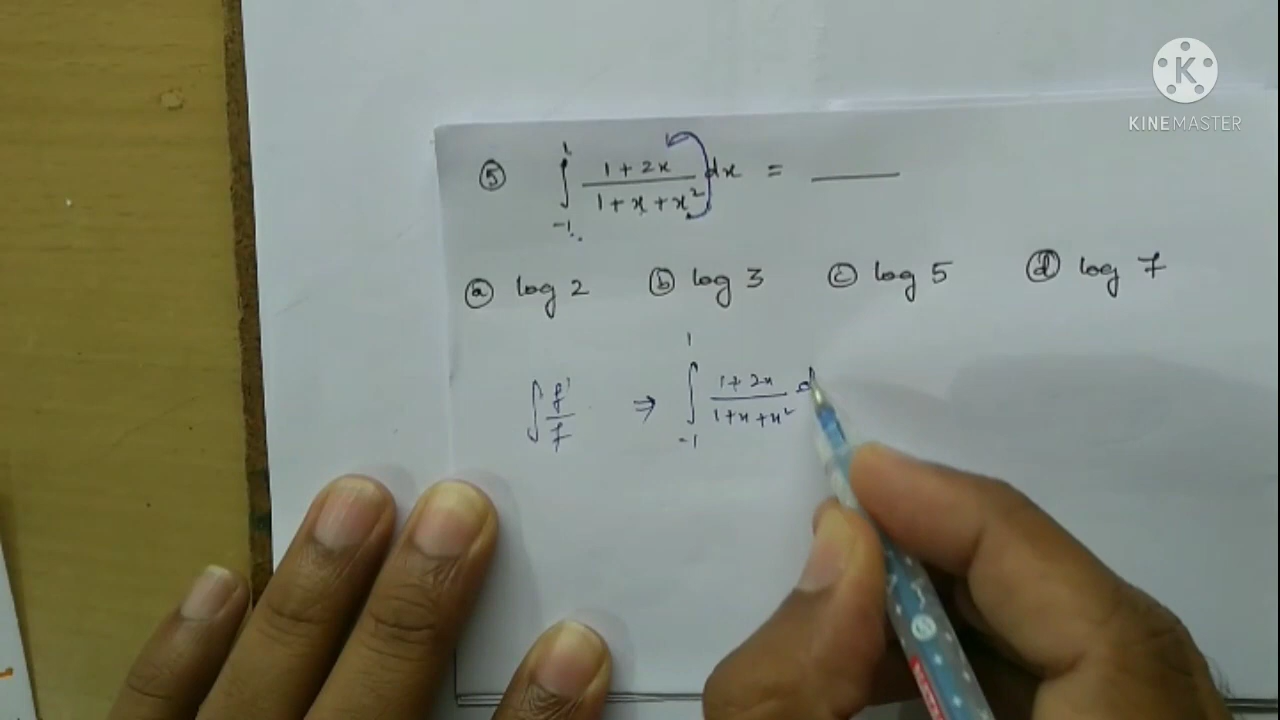 K
KINEMASTER
⑤ ∫₋₁¹ (1 + 2x)/(1 + x + x²) dx = ____
ⓐ log 2 ⓑ log 3 ⓒ log 5 ⓓ log 7
∫ f'/f ⇒ ∫₋₁¹ (1 + 2x)/(1 + x + x²) d